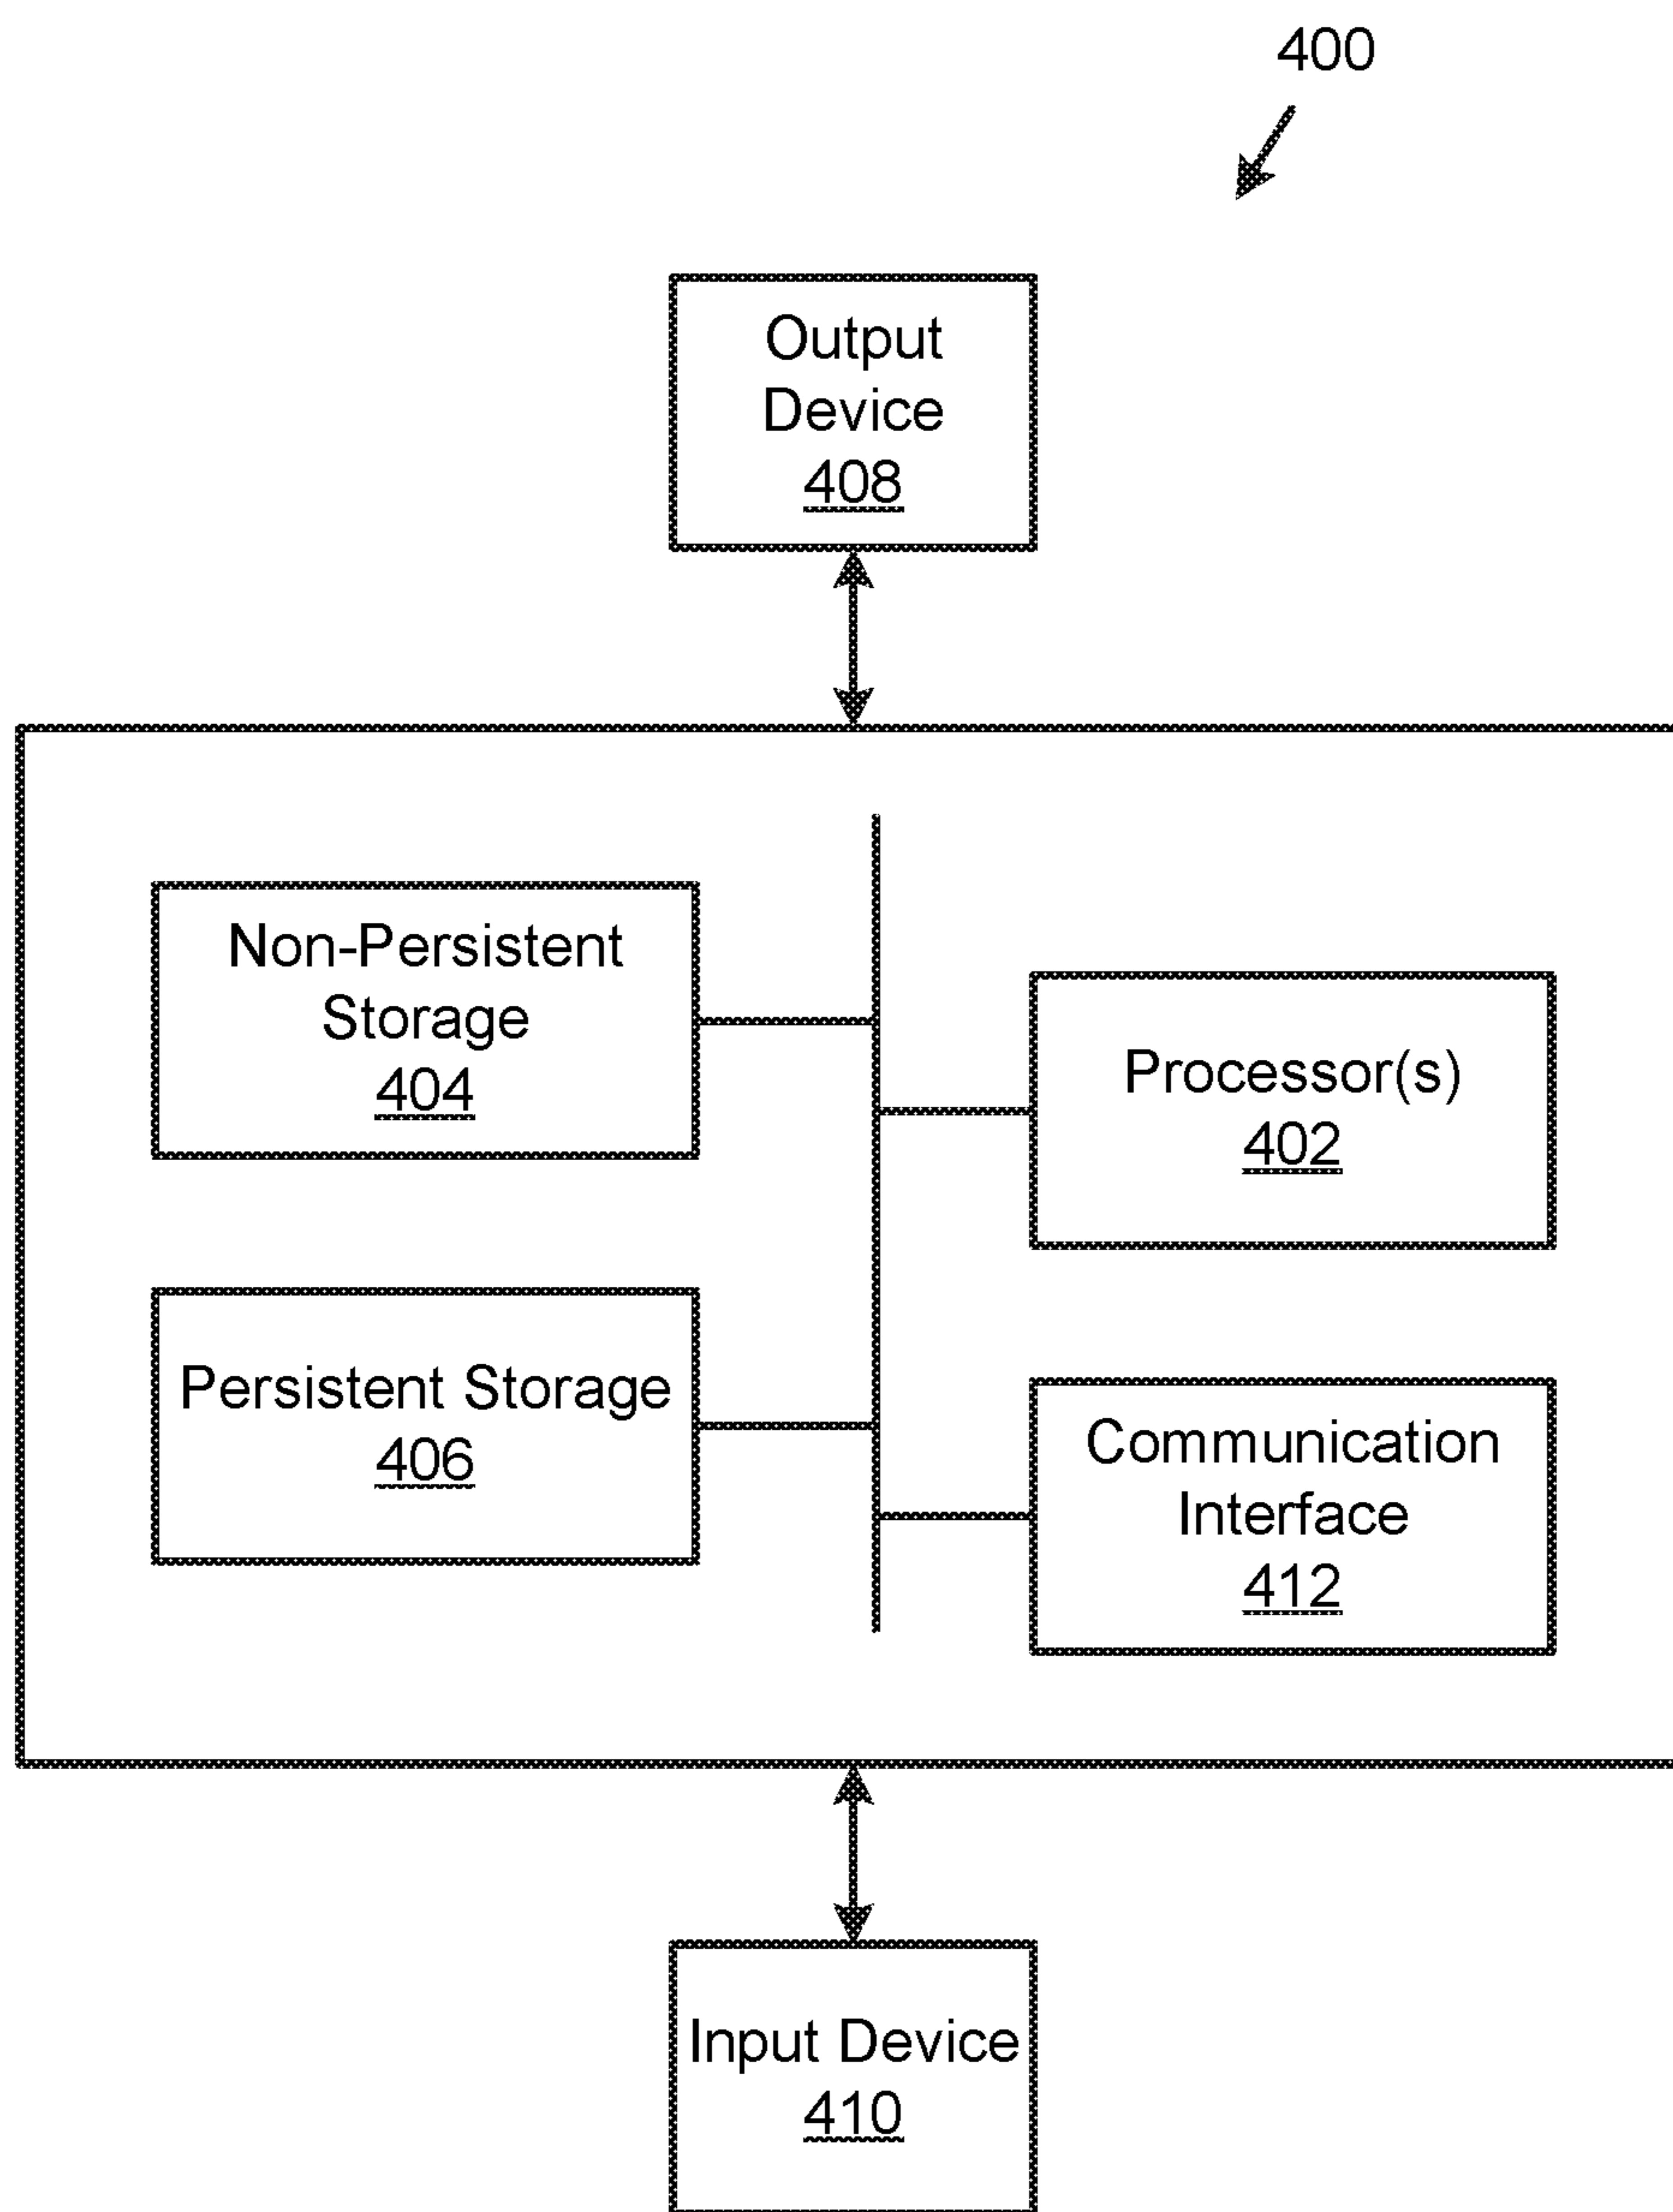 400
Output
Device
408
Non-Persistent
Storage
404
Processor(s)
402
Persistent Storage
406
Communication
Interface
412
Input Device
410